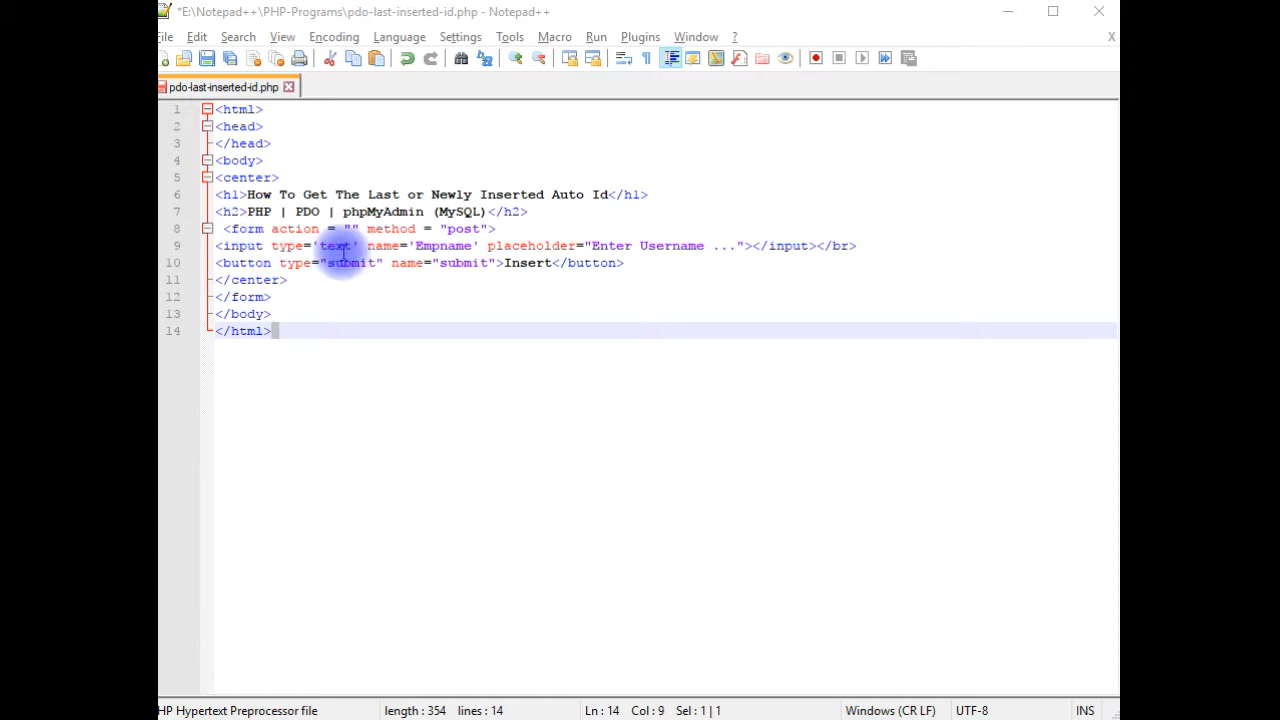 *E:\Notepad++\PHP-Programs\pdo-last-inserted-id.php - Notepad++
File Edit Search View Encoding Language Settings Tools Macro Run Plugins Window ? X
pdo-last-inserted-id.php
1 <html>
2 <head>
3 </head>
4 <body>
5 <center>
6 <h1>How To Get The Last or Newly Inserted Auto Id</h1>
7 <h2>PHP | PDO | phpMyAdmin (MySQL)</h2>
8 <form action = "" method = "post">
9 <input type='text' name='Empname' placeholder="Enter Username ..."></input></br>
10 <button type="submit" name="submit">Insert</button>
11 </center>
12 </form>
13 </body>
14 </html>
HP Hypertext Preprocessor file length : 354 lines : 14 Ln : 14 Col : 9 Sel : 1 | 1 Windows (CR LF) UTF-8 INS